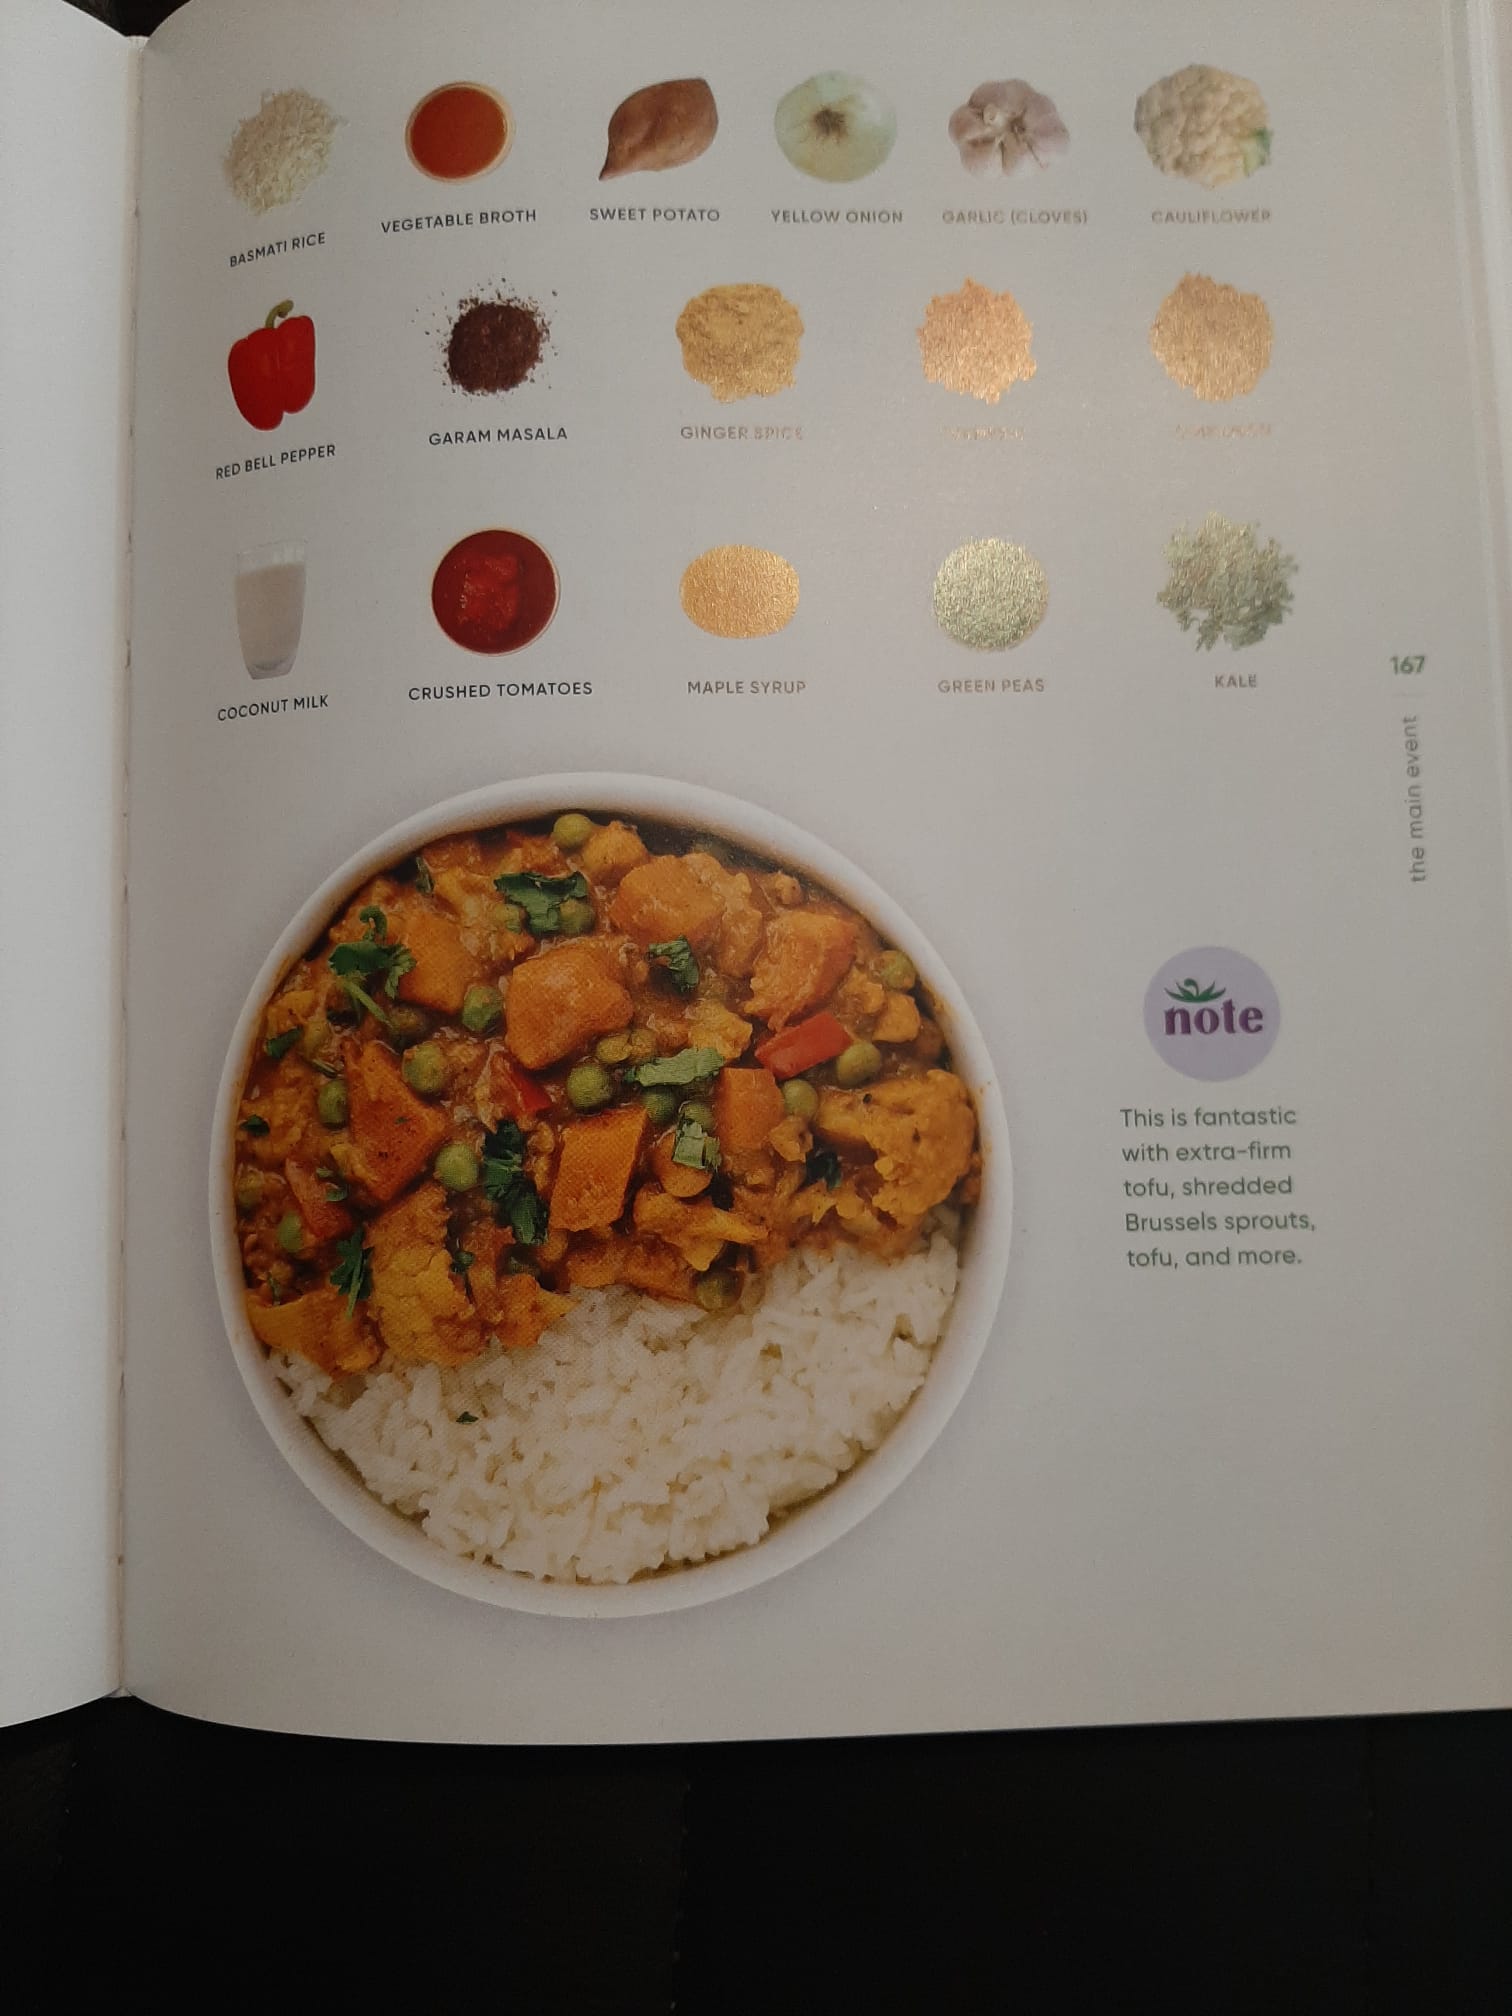 BASMATI RICE
VEGETABLE BROTH
SWEET POTATO
YELLOW ONION
GARLIC (CLOVES)
CAULIFLOWER
RED BELL PEPPER
GARAM MASALA
GINGER SPICE
COCONUT MILK
CRUSHED TOMATOES
MAPLE SYRUP
GREEN PEAS
KALE
167
the main event
note
This is fantastic
with extra-firm
tofu, shredded
Brussels sprouts,
tofu, and more.